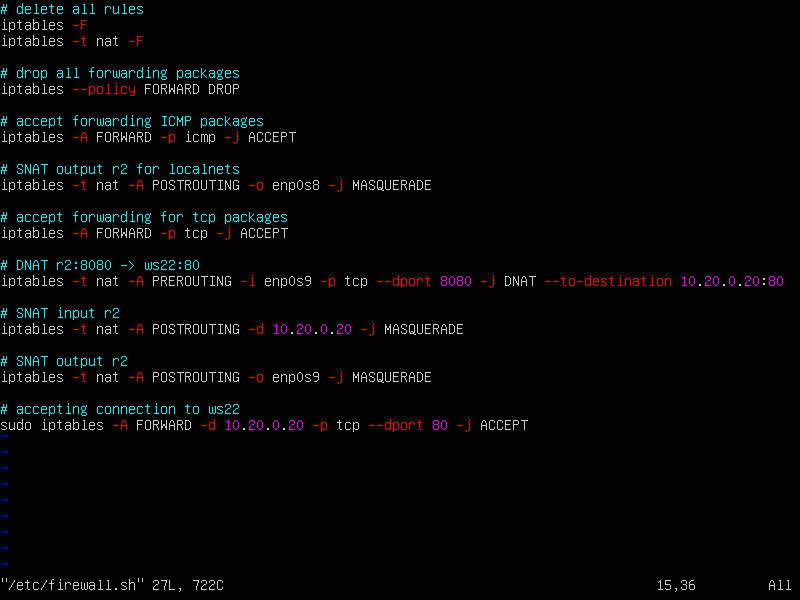 # delete all rules
iptables -F
iptables -t nat -F
# drop all forwarding packages
iptables --policy FORWARD DROP
# accept forwarding ICMP packages
iptables -A FORWARD -p icmp -j ACCEPT
# SNAT output r2 for localnets
iptables -t nat -A POSTROUTING -o enp0s8 -j MASQUERADE
# accept forwarding for tcp packages
iptables -A FORWARD -p tcp -j ACCEPT
# DNAT r2:8080 -> ws22:80
iptables -t nat -A PREROUTING -i enp0s9 -p tcp --dport 8080 -j DNAT --to-destination 10.20.0.20:80
# SNAT input r2
iptables -t nat -A POSTROUTING -d 10.20.0.20 -j MASQUERADE
# SNAT output r2
iptables -t nat -A POSTROUTING -o enp0s9 -j MASQUERADE
# accepting connection to ws22
sudo iptables -A FORWARD -d 10.20.0.20 -p tcp --dport 80 -j ACCEPT
~
~
~
~
~
~
~
~
~
"/etc/firewall.sh" 27L, 722C 15,36 All